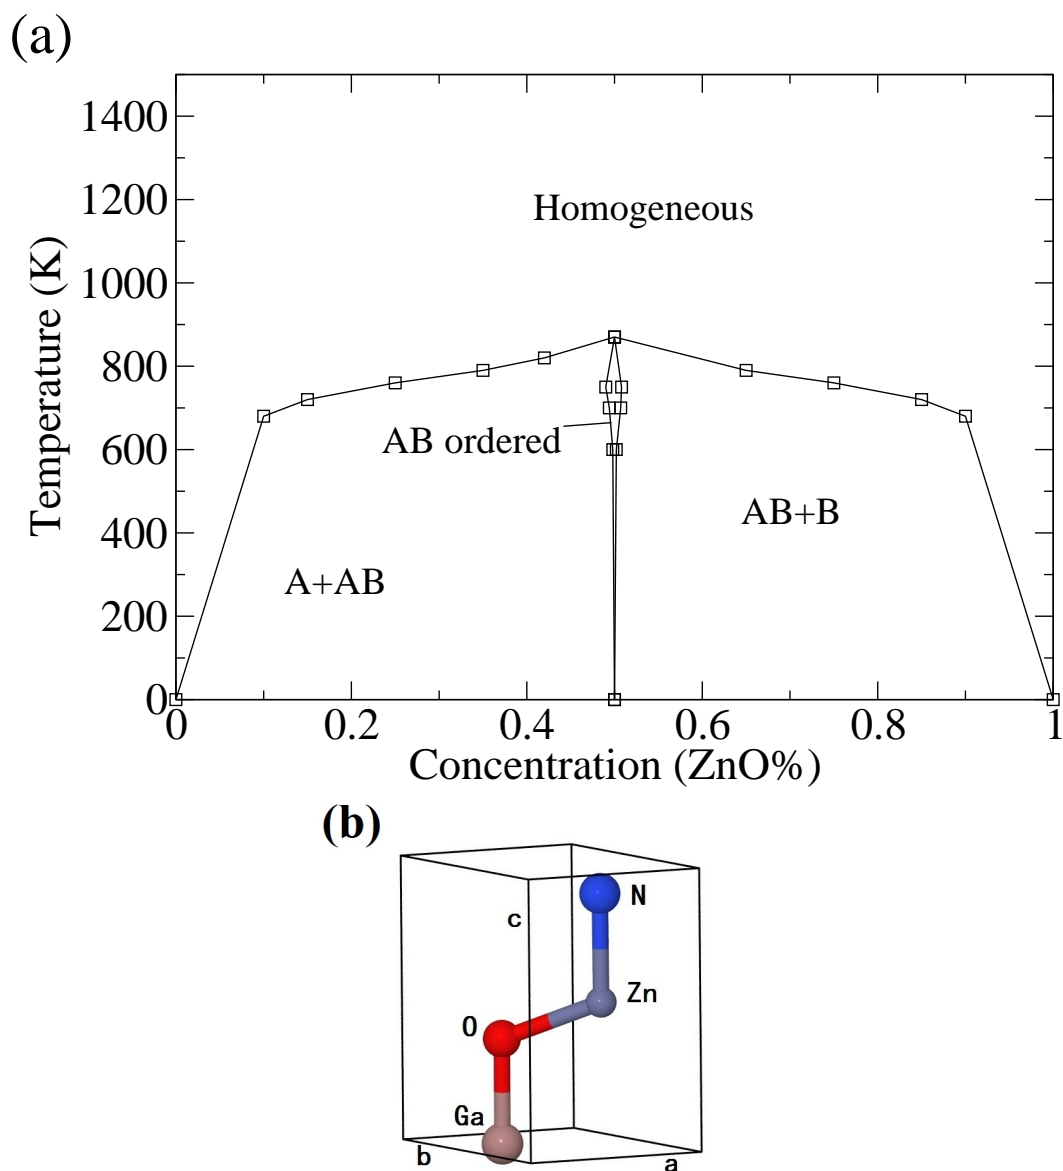 (a)
1400
1200
Homogeneous
1000
800
AB ordered
600
AB+B
400
A+AB
200
0
0 0.2 0.4 0.6 0.8 1
Temperature (K)
Concentration (ZnO%)
(b)
N
c
Zn
O
Ga
b
a